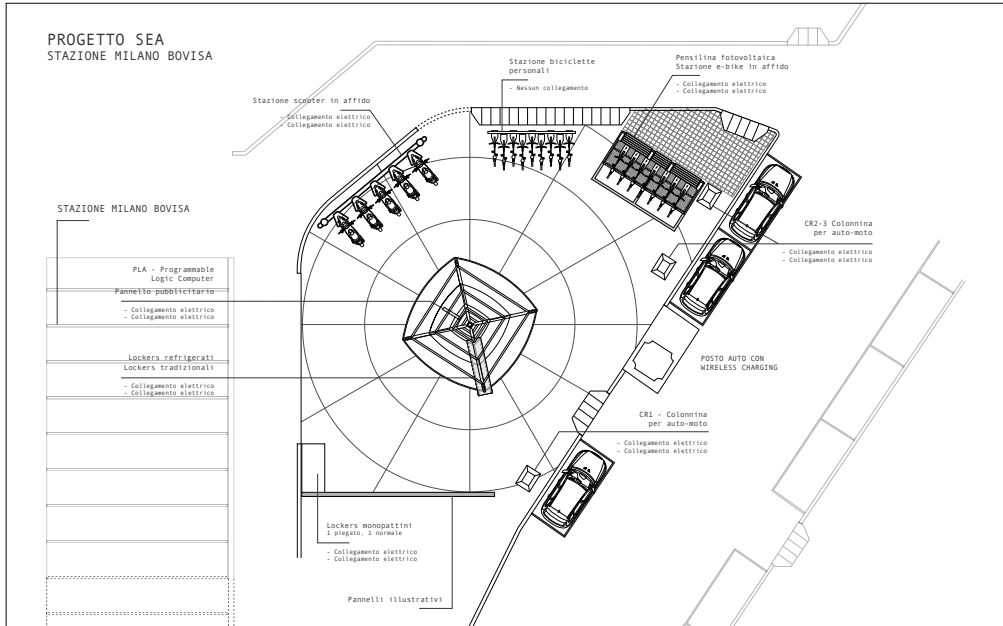 PROGETTO SEA
STAZIONE MILANO BOVISA
Stazione biciclette
personali
- Nessun collegamento
Pensilina fotovoltaica
Stazione e-bike in affido
- Collegamento elettrico
- Collegamento elettrico
Stazione scooter in affido
- Collegamento elettrico
- Collegamento elettrico
STAZIONE MILANO BOVISA
CR2-3 Colonnina
per auto-moto
- Collegamento elettrico
- Collegamento elettrico
PLA - Programmable
Logic Computer
Pannello pubblicitario
- Collegamento elettrico
- Collegamento elettrico
Lockers refrigerati
Lockers tradizionali
- Collegamento elettrico
- Collegamento elettrico
POSTO AUTO CON
WIRELESS CHARGING
CR1 - Colonnina
per auto-moto
- Collegamento elettrico
- Collegamento elettrico
Lockers monopattini
1 piegato, 1 normale
- Collegamento elettrico
- Collegamento elettrico
Pannelli illustrativi